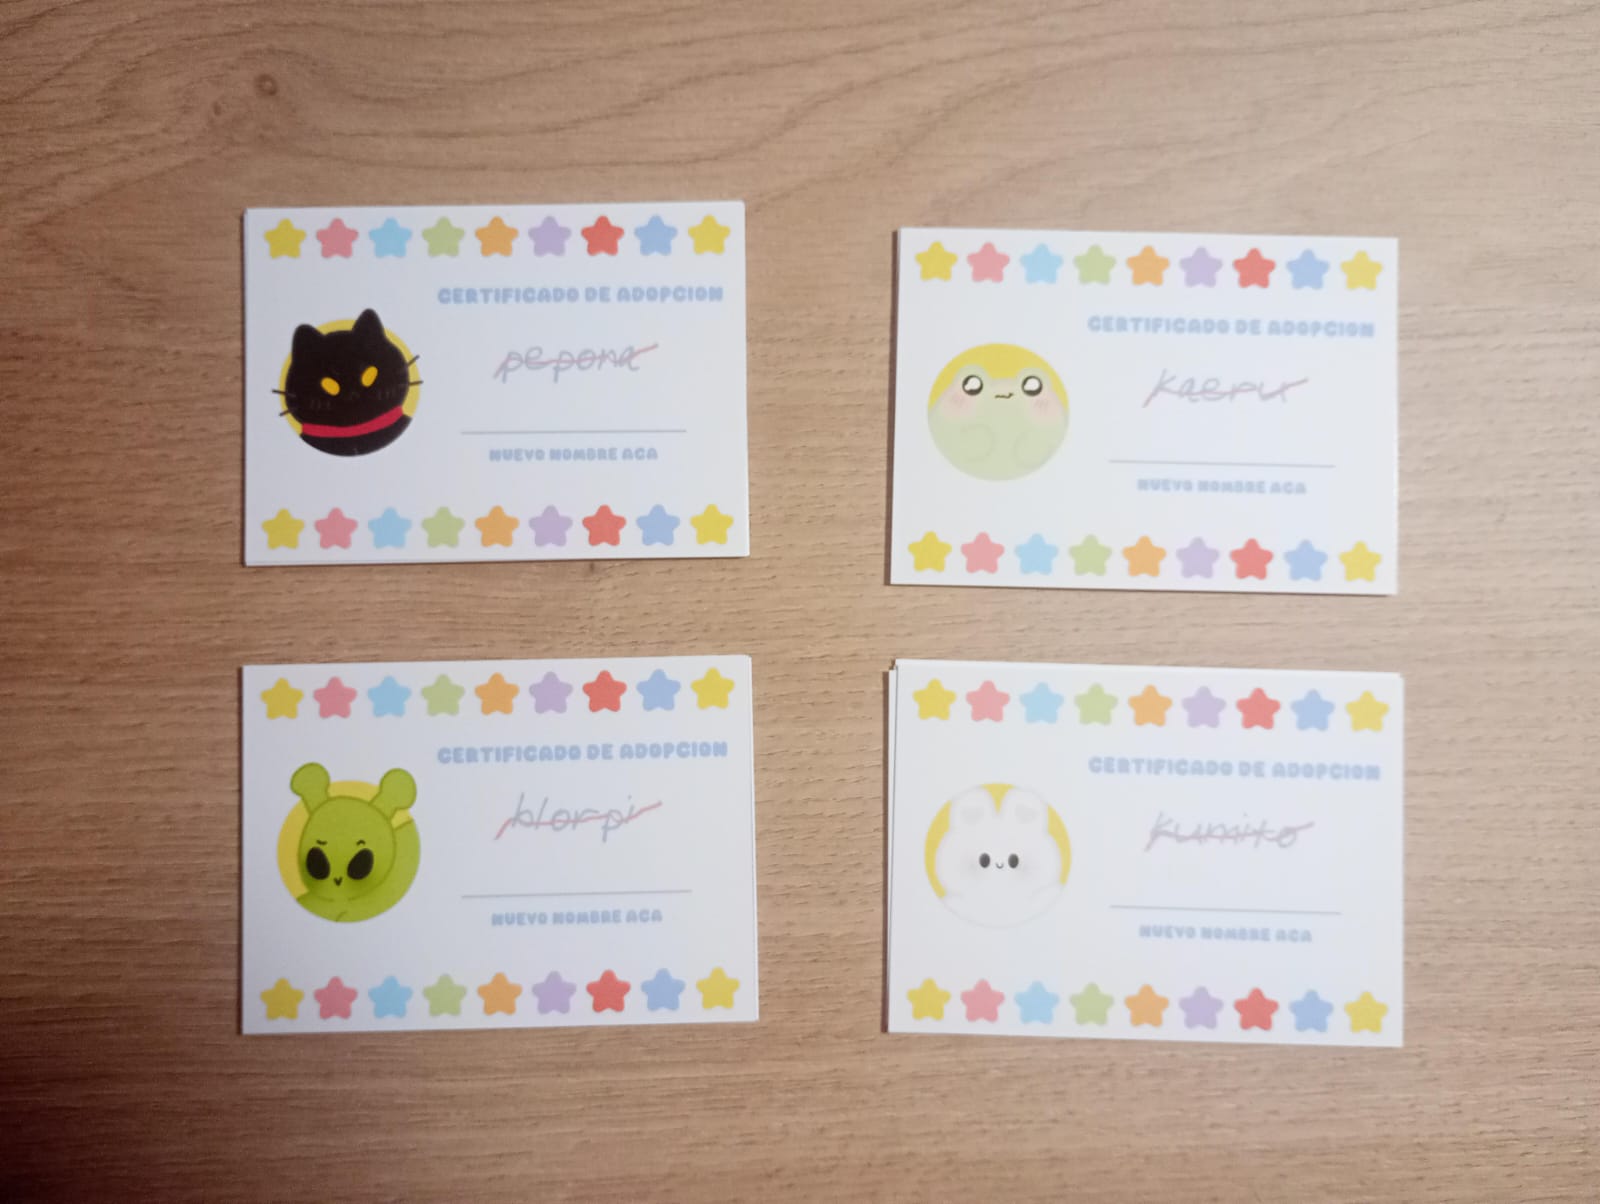 CERTIFICADO DE ADOPCION
pepona
NUEVO NOMBRE ACA
CERTIFICADO DE ADOPCION
Kaeru
NUEVO NOMBRE ACA
CERTIFICADO DE ADOPCION
blorpi
NUEVO NOMBRE ACA
CERTIFICADO DE ADOPCION
kumito
NUEVO NOMBRE ACA